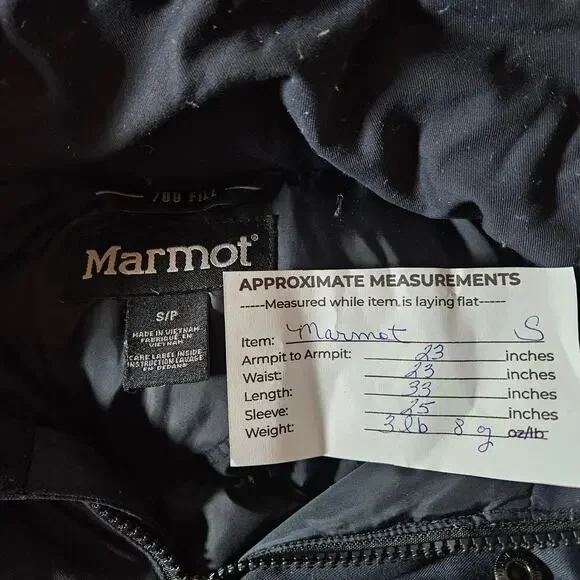 700 FILL
Marmot®
S/P
MADE IN VIETNAM
FABRIQUÉ EN
VIETNAM
CARE LABEL INSIDE
INSTRUCTION LAVAGE
EN DEDANS
APPROXIMATE MEASUREMENTS
-----Measured while item is laying flat-----
Item: Marmot S
Armpit to Armpit: 23 inches
Waist: 23 inches
Length: 33 inches
Sleeve: 25 inches
Weight: 3 lb 8 oz oz/lb